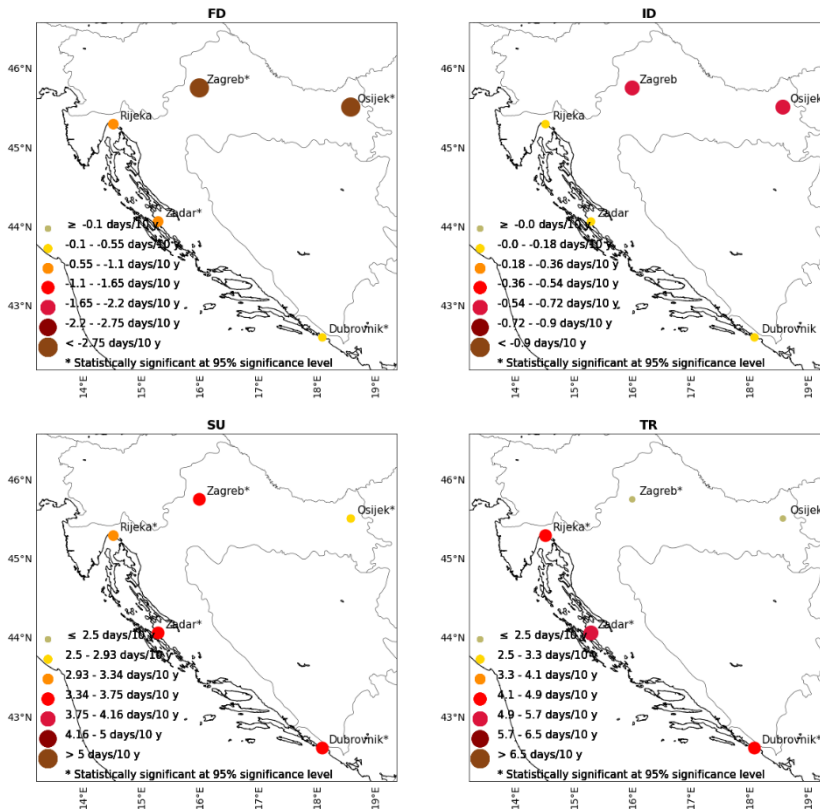 FD
46°N
45°N
44°N
43°N
Zagreb*
Osijek*
Rijeka
Zadar*
Dubrovnik*
≥ -0.1 days/10 y
-0.1 - -0.55 days/10 y
-0.55 - -1.1 days/10 y
-1.1 - -1.65 days/10 y
-1.65 - -2.2 days/10 y
-2.2 - -2.75 days/10 y
< -2.75 days/10 y
* Statistically significant at 95% significance level
14°E
15°E
16°E
17°E
18°E
19°E
ID
46°N
45°N
44°N
43°N
Zagreb
Osijek
Rijeka
Zadar
Dubrovnik
≥ -0.0 days/10 y
-0.0 - -0.18 days/10 y
-0.18 - -0.36 days/10 y
-0.36 - -0.54 days/10 y
-0.54 - -0.72 days/10 y
-0.72 - -0.9 days/10 y
< -0.9 days/10 y
* Statistically significant at 95% significance level
14°E
15°E
16°E
17°E
18°E
19°E
SU
46°N
45°N
44°N
43°N
Zagreb*
Osijek*
Rijeka*
Zadar*
Dubrovnik*
≤ 2.5 days/10 y
2.5 - 2.93 days/10 y
2.93 - 3.34 days/10 y
3.34 - 3.75 days/10 y
3.75 - 4.16 days/10 y
4.16 - 5 days/10 y
> 5 days/10 y
* Statistically significant at 95% significance level
14°E
15°E
16°E
17°E
18°E
19°E
TR
46°N
45°N
44°N
43°N
Zagreb*
Osijek*
Rijeka*
Zadar*
Dubrovnik*
≤ 2.5 days/10 y
2.5 - 3.3 days/10 y
3.3 - 4.1 days/10 y
4.1 - 4.9 days/10 y
4.9 - 5.7 days/10 y
5.7 - 6.5 days/10 y
> 6.5 days/10 y
* Statistically significant at 95% significance level
14°E
15°E
16°E
17°E
18°E
19°E